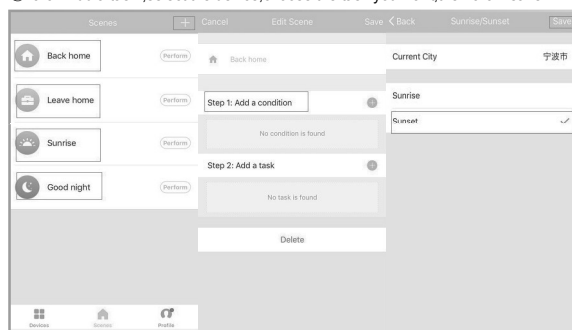 Scenes
Back home
Perform
Leave home
Perform
Sunrise
Perform
Good night
Perform
Devices
Scenes
Profile
Cancel
Edit Scene
Save
Back home
Step 1: Add a condition
No condition is found
Step 2: Add a task
No task is found
Delete
< Back
Sunrise/Sunset
Save
Current City
宁波市
Sunrise
Sunset